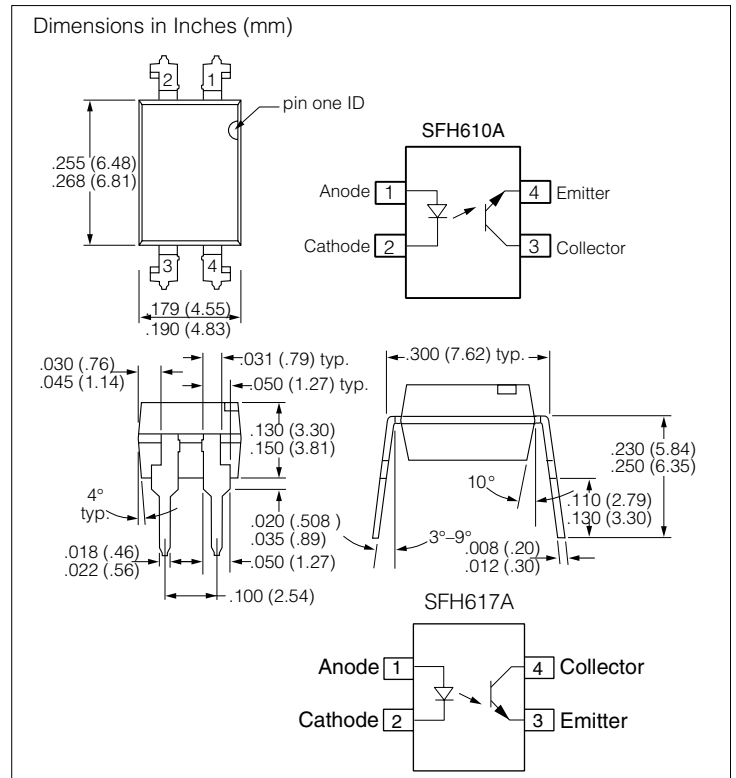 Dimensions in Inches (mm)
2 1
pin one ID
.255 (6.48)
.268 (6.81)
3 4
.179 (4.55)
.190 (4.83)
SFH610A
Anode 1 4 Emitter
Cathode 2 3 Collector
.030 (.76)
.045 (1.14)
.031 (.79) typ.
.050 (1.27) typ.
.130 (3.30)
.150 (3.81)
4°
typ.
.020 (.508 )
.035 (.89)
.018 (.46)
.022 (.56)
.050 (1.27)
.100 (2.54)
.300 (7.62) typ.
.230 (5.84)
.250 (6.35)
10°
.110 (2.79)
.130 (3.30)
3°–9°
.008 (.20)
.012 (.30)
SFH617A
Anode 1 4 Collector
Cathode 2 3 Emitter